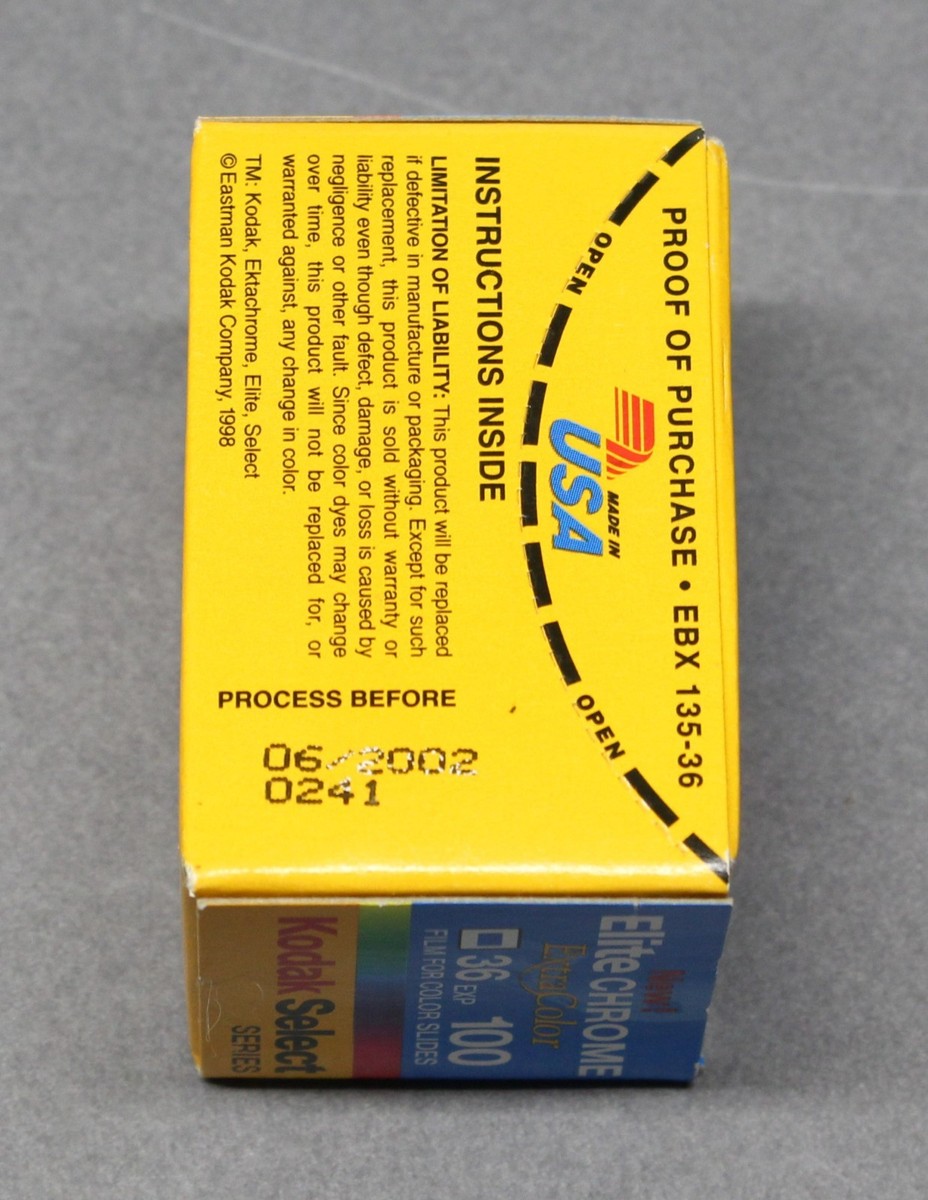 PROOF OF PURCHASE • EBX 135-36
OPEN
MADE IN
USA
OPEN
INSTRUCTIONS INSIDE
LIMITATION OF LIABILITY: This product will be replaced
if defective in manufacture or packaging. Except for such
replacement, this product is sold without warranty or
liability even though defect, damage, or loss is caused by
negligence or other fault. Since color dyes may change
over time, this product will not be replaced for, or
warranted against, any change in color.
TM: Kodak, Ektachrome, Elite, Select
© Eastman Kodak Company, 1998
PROCESS BEFORE
06/2002
0241
New!
Elite CHROME
Extra Color
36 EXP 100
FILM FOR COLOR SLIDES
Kodak Select
SERIES